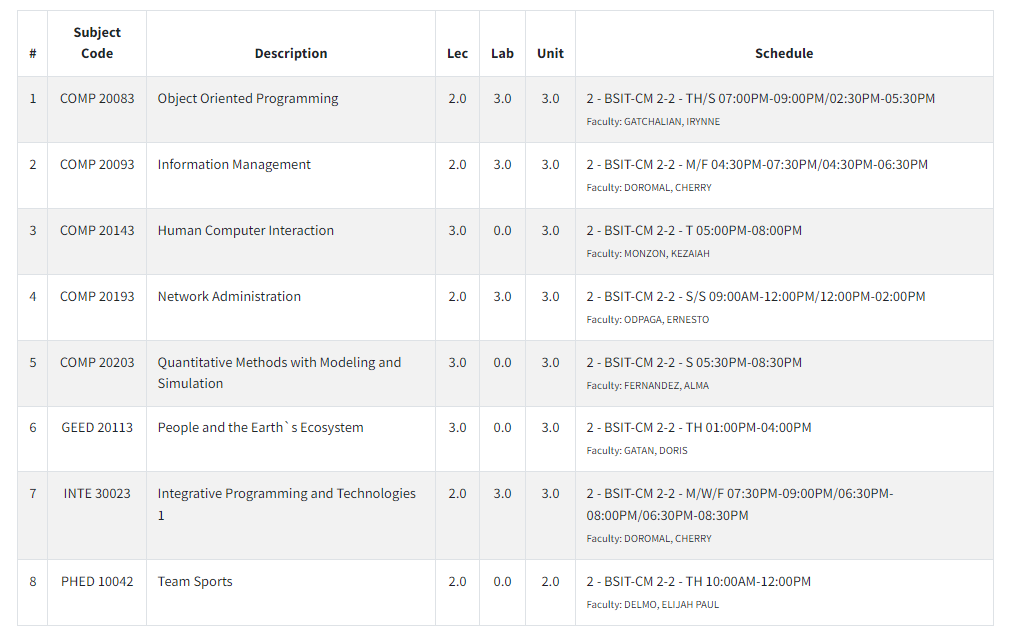 # Subject Code Description Lec Lab Unit Schedule
1 COMP 20083 Object Oriented Programming 2.0 3.0 3.0 2 - BSIT-CM 2-2 - TH/S 07:00PM-09:00PM/02:30PM-05:30PM
Faculty: GATCHALIAN, IRYNNE
2 COMP 20093 Information Management 2.0 3.0 3.0 2 - BSIT-CM 2-2 - M/F 04:30PM-07:30PM/04:30PM-06:30PM
Faculty: DOROMAL, CHERRY
3 COMP 20143 Human Computer Interaction 3.0 0.0 3.0 2 - BSIT-CM 2-2 - T 05:00PM-08:00PM
Faculty: MONZON, KEZAIAH
4 COMP 20193 Network Administration 2.0 3.0 3.0 2 - BSIT-CM 2-2 - S/S 09:00AM-12:00PM/12:00PM-02:00PM
Faculty: ODPAGA, ERNESTO
5 COMP 20203 Quantitative Methods with Modeling and 3.0 0.0 3.0 2 - BSIT-CM 2-2 - S 05:30PM-08:30PM
Simulation Faculty: FERNANDEZ, ALMA
6 GEED 20113 People and the Earth`s Ecosystem 3.0 0.0 3.0 2 - BSIT-CM 2-2 - TH 01:00PM-04:00PM
Faculty: GATAN, DORIS
7 INTE 30023 Integrative Programming and Technologies 2.0 3.0 3.0 2 - BSIT-CM 2-2 - M/W/F 07:30PM-09:00PM/06:30PM-
1 08:00PM/06:30PM-08:30PM
Faculty: DOROMAL, CHERRY
8 PHED 10042 Team Sports 2.0 0.0 2.0 2 - BSIT-CM 2-2 - TH 10:00AM-12:00PM
Faculty: DELMO, ELIJAH PAUL